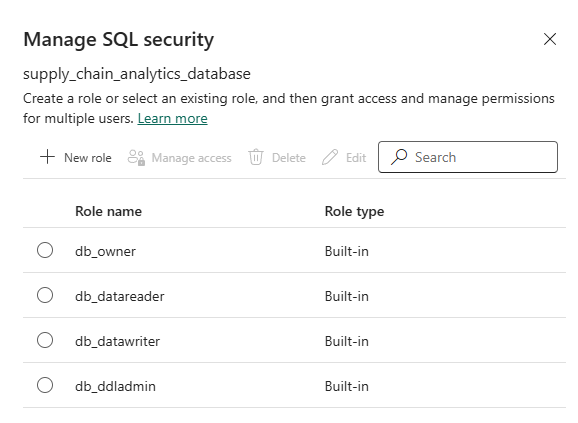 Manage SQL security
supply_chain_analytics_database
Create a role or select an existing role, and then grant access and manage permissions
for multiple users. Learn more
New role Manage access Delete Edit Search
Role name Role type
db_owner Built-in
db_datareader Built-in
db_datawriter Built-in
db_ddladmin Built-in